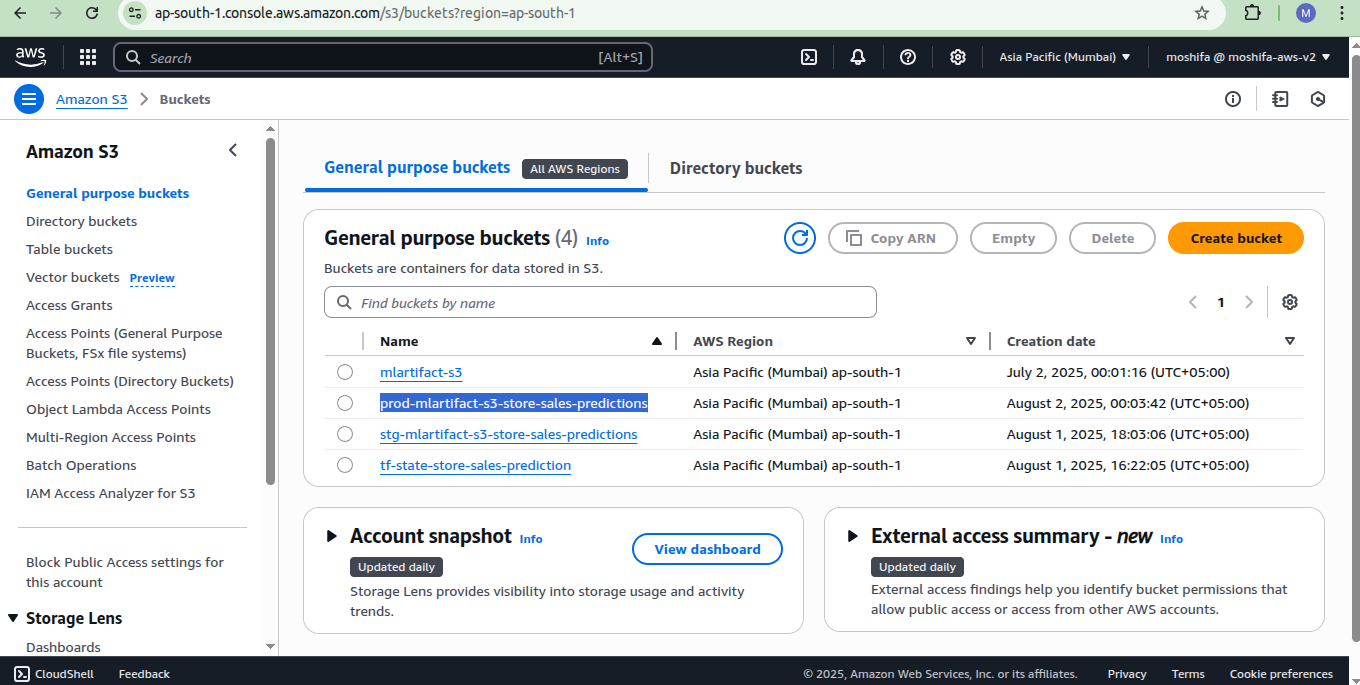 ap-south-1.console.aws.amazon.com/s3/buckets?region=ap-south-1
M
aws
Search
[Alt+S]
Asia Pacific (Mumbai)
moshifa @ moshifa-aws-v2
Amazon S3
Buckets
Amazon S3
General purpose buckets
Directory buckets
Table buckets
Vector buckets Preview
Access Grants
Access Points (General Purpose
Buckets, FSx file systems)
Access Points (Directory Buckets)
Object Lambda Access Points
Multi-Region Access Points
Batch Operations
IAM Access Analyzer for S3
Block Public Access settings for
this account
Storage Lens
Dashboards
General purpose buckets All AWS Regions
Directory buckets
General purpose buckets (4) Info
Copy ARN
Empty
Delete
Create bucket
Buckets are containers for data stored in S3.
Find buckets by name
1
Name AWS Region Creation date
mlartifact-s3 Asia Pacific (Mumbai) ap-south-1 July 2, 2025, 00:01:16 (UTC+05:00)
prod-mlartifact-s3-store-sales-predictions Asia Pacific (Mumbai) ap-south-1 August 2, 2025, 00:03:42 (UTC+05:00)
stg-mlartifact-s3-store-sales-predictions Asia Pacific (Mumbai) ap-south-1 August 1, 2025, 18:03:06 (UTC+05:00)
tf-state-store-sales-prediction Asia Pacific (Mumbai) ap-south-1 August 1, 2025, 16:22:05 (UTC+05:00)
Account snapshot Info
Updated daily
View dashboard
Storage Lens provides visibility into storage usage and activity
trends.
External access summary - new Info
Updated daily
External access findings help you identify bucket permissions that
allow public access or access from other AWS accounts.
CloudShell
Feedback
© 2025, Amazon Web Services, Inc. or its affiliates.
Privacy
Terms
Cookie preferences